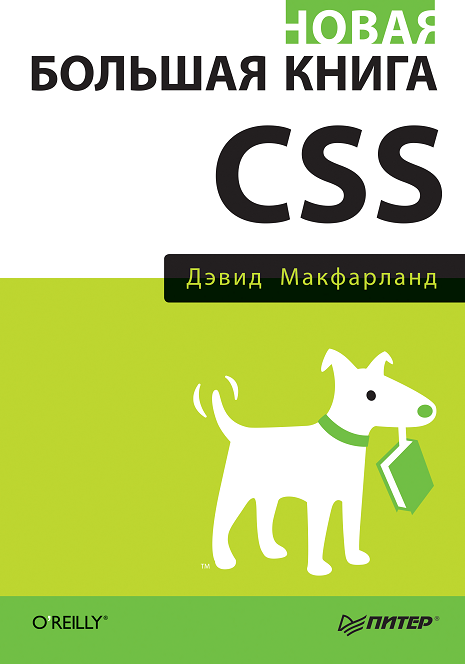 НОВАЯ
БОЛЬШАЯ КНИГА
CSS
Дэвид Макфарланд
TM
O'REILLY®
ПИТЕР®